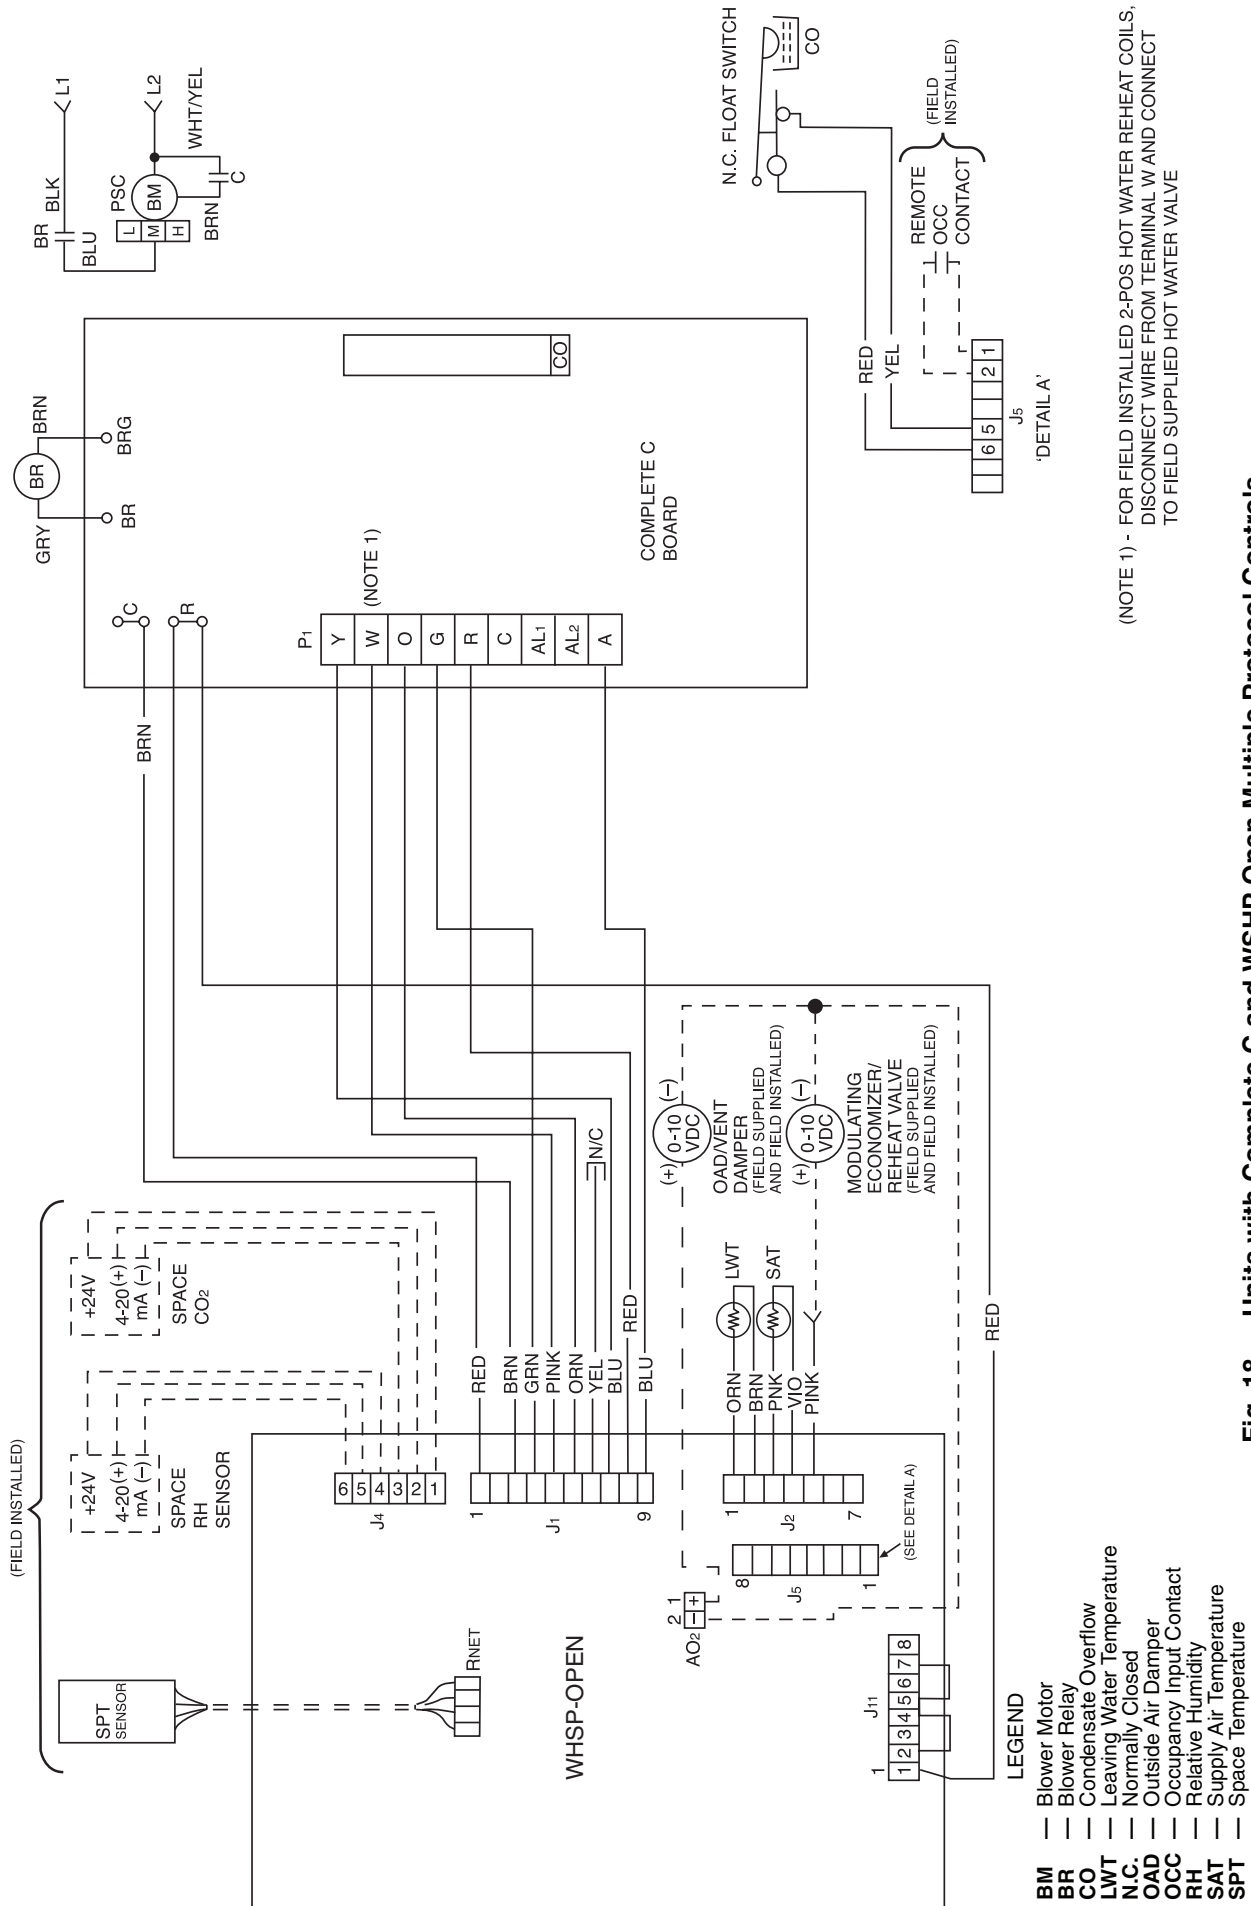 (FIELD INSTALLED)
SPT
SENSOR
RNET
+24V
4-20(+)
mA (–)
SPACE
RH
SENSOR
+24V
4-20(+)
mA (–)
SPACE
CO2
6 5 4 3 2 1
J4
1
J1
9
RED
BRN
GRN
PINK
ORN
YEL
N/C
BLU
RED
BLU
WHSP-OPEN
AO2
2 1
– +
8
J5
1
(SEE DETAIL A)
1
J2
7
ORN
BRN
PNK
VIO
PINK
LWT
SAT
(+) 0-10 VDC (–)
OAD/VENT
DAMPER
(FIELD SUPPLIED
AND FIELD INSTALLED)
(+) 0-10 VDC (–)
MODULATING
ECONOMIZER/
REHEAT VALVE
(FIELD SUPPLIED
AND FIELD INSTALLED)
1
J11
1 2 3 4 5 6 7 8
RED
BRN
C
R
GRY
BR
BRN
BR
BRG
P1
Y
W
O
G
R
C
AL1
AL2
A
(NOTE 1)
COMPLETE C
BOARD
CO
BR
BLK
L1
BLU
PSC
L
M
H
BM
L2
WHT/YEL
BRN
C
N.C. FLOAT SWITCH
CO
RED
YEL
REMOTE
OCC
CONTACT
(FIELD
INSTALLED)
6 5 2 1
J5
'DETAIL A'
(NOTE 1) - FOR FIELD INSTALLED 2-POS HOT WATER REHEAT COILS,
DISCONNECT WIRE FROM TERMINAL W AND CONNECT
TO FIELD SUPPLIED HOT WATER VALVE
LEGEND
BM — Blower Motor
BR — Blower Relay
CO — Condensate Overflow
LWT — Leaving Water Temperature
N.C. — Normally Closed
OAD — Outside Air Damper
OCC — Occupancy Input Contact
RH — Relative Humidity
SAT — Supply Air Temperature
SPT — Space Temperature
Fig. 18 — Units with Complete C and WSHP Open Multiple Protocol Controls